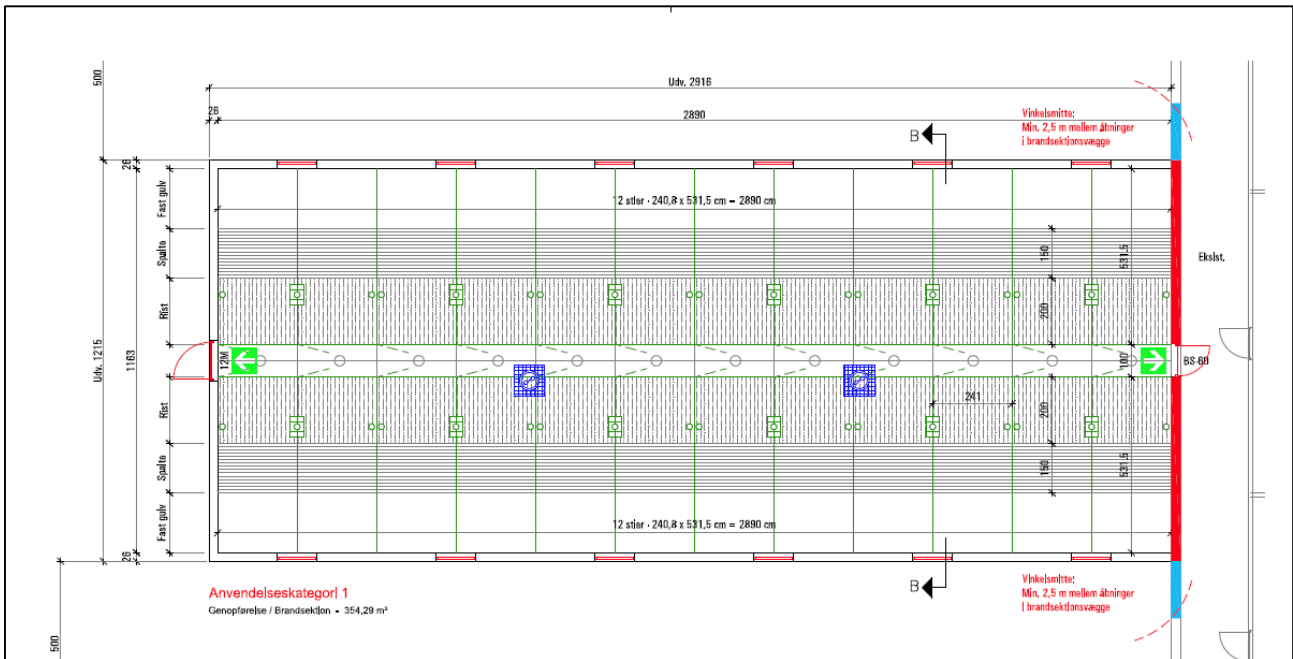 500
Udv. 2916
26
2890
Vinkelsmitte:
Min. 2,5 m mellem åbninger
i brandsektionsvægge
B
26
Fast gulv
12 stier · 240,8 x 531,5 cm = 2890 cm
Spalte
150
531.5
Eksist.
Rist
200
Udv. 1215
1163
12M
100
BS-60
241
Rist
200
Spalte
150
531.5
Fast gulv
12 stier · 240,8 x 531,5 cm = 2890 cm
26
Anvendelseskategori 1
Genopførelse / Brandsektion = 354,29 m²
B
Vinkelsmitte:
Min. 2,5 m mellem åbninger
i brandsektionsvægge
500